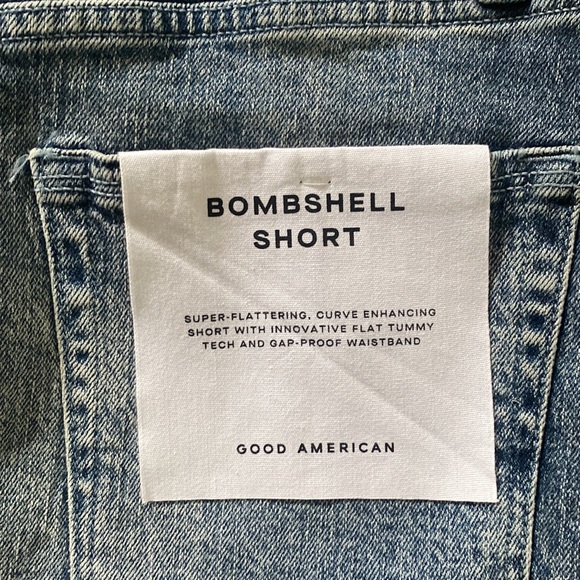 BOMBSHELL
SHORT
SUPER-FLATTERING, CURVE ENHANCING
SHORT WITH INNOVATIVE FLAT TUMMY
TECH AND GAP-PROOF WAISTBAND
GOOD AMERICAN